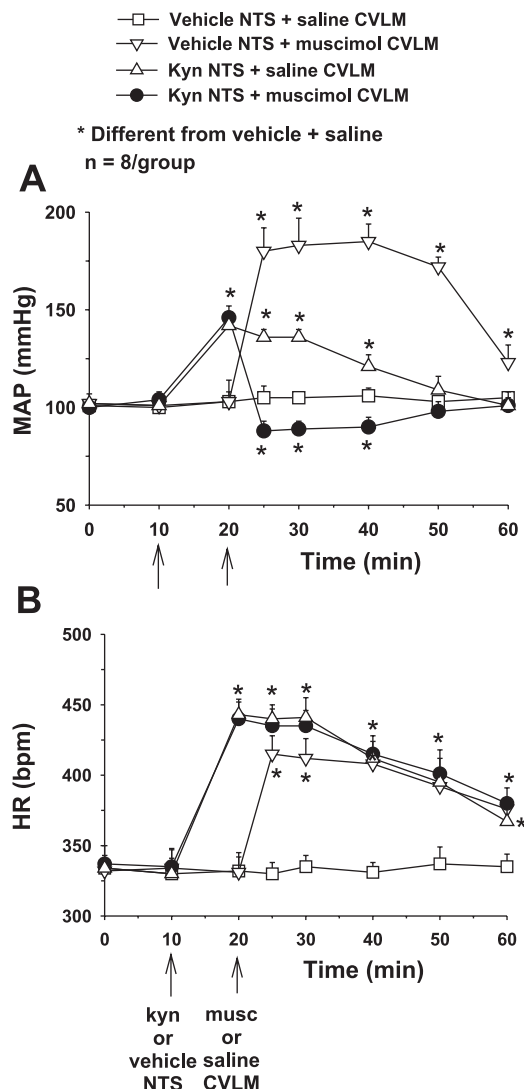 Vehicle NTS + saline CVLM
Vehicle NTS + muscimol CVLM
Kyn NTS + saline CVLM
Kyn NTS + muscimol CVLM
* Different from vehicle + saline
n = 8/group
A
MAP (mmHg)
200
150
100
50
* * * * * *
* * * *
* * *
0 10 20 30 40 50 60
Time (min)
B
HR (bpm)
500
450
400
350
300
* * * * * *
* * *
0 10 20 30 40 50 60
Time (min)
kyn musc
or or
vehicle saline
NTS CVLM